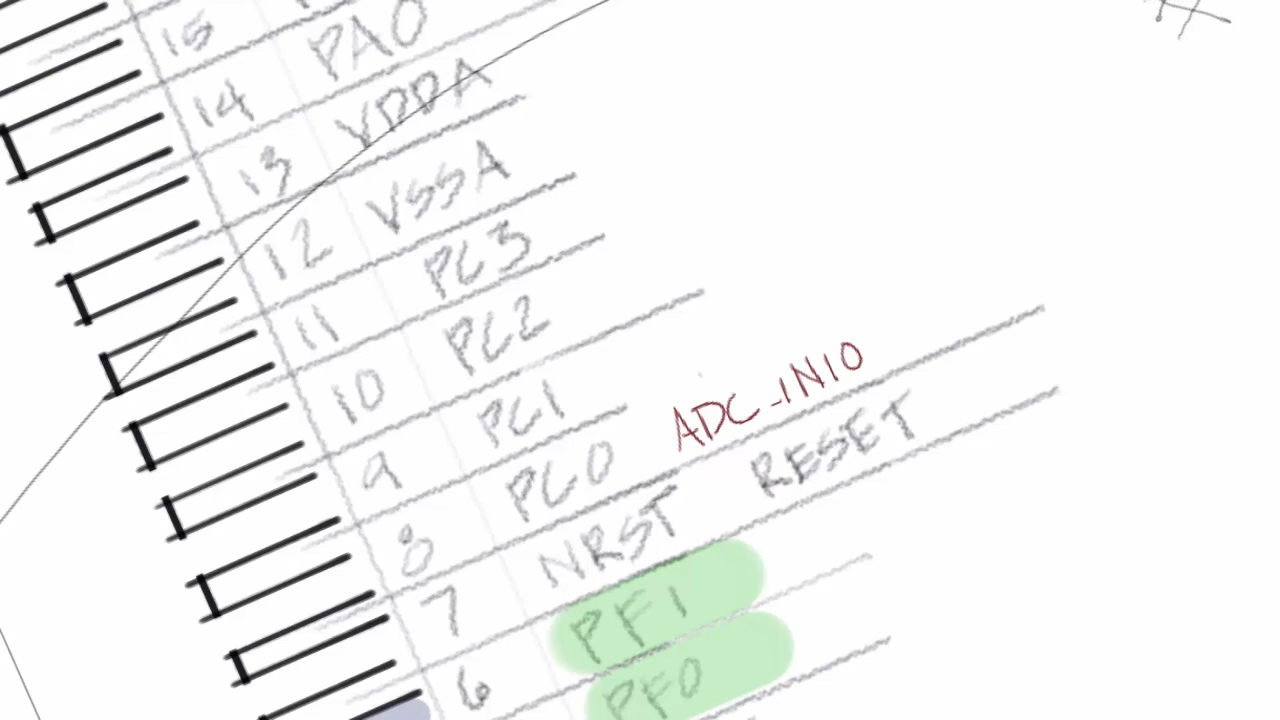 15
14 PA0
13 VDDA
12 VSSA
11 PC3
10 PC2
9 PC1
8 PC0 ADC_IN10
7 NRST RESET
6 PF1
PF0